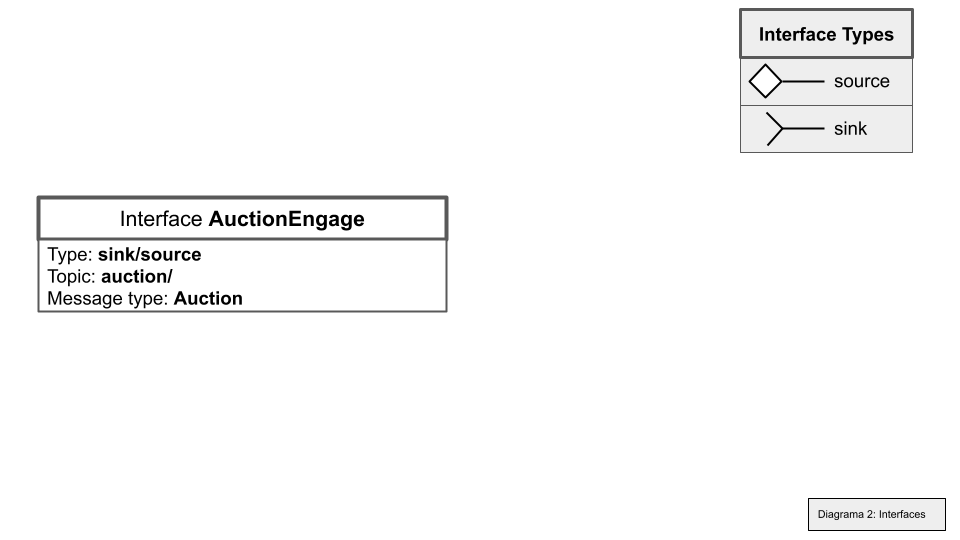 Interface Types
source
sink
Interface AuctionEngage
Type: sink/source
Topic: auction/
Message type: Auction
Diagrama 2: Interfaces